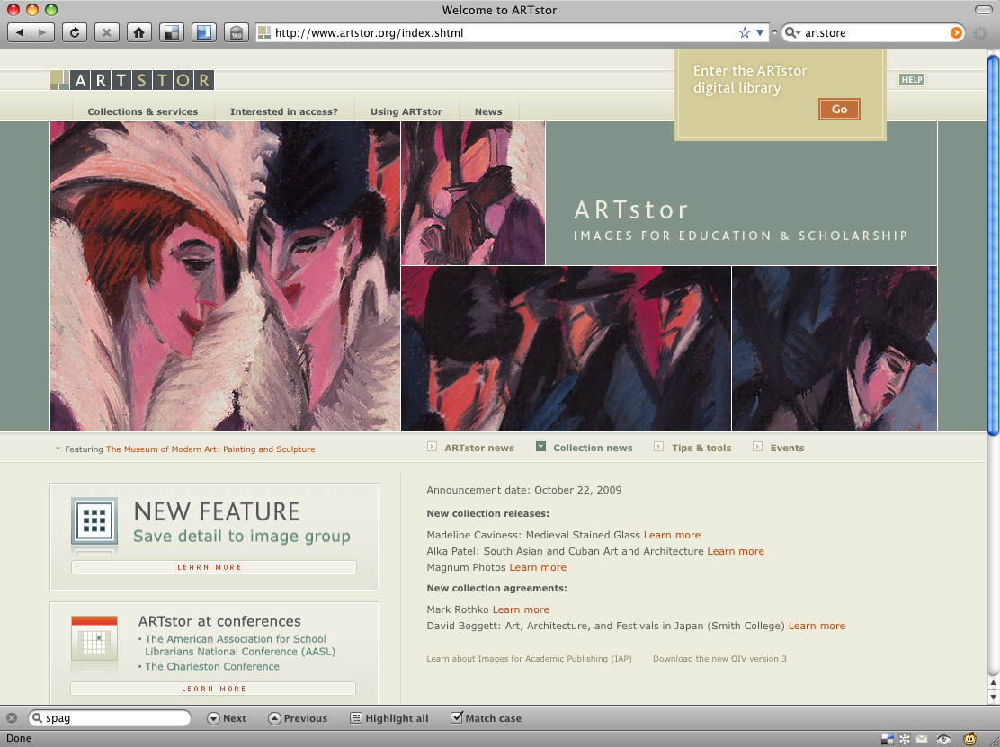 Welcome to ARTstor
http://www.artstor.org/index.shtml
artstore
TAG
ARTSTOR
Enter the ARTstor
digital library
Go
HELP
Collections & services
Interested in access?
Using ARTstor
News
ARTstor
IMAGES FOR EDUCATION & SCHOLARSHIP
Featuring The Museum of Modern Art: Painting and Sculpture
ARTstor news
Collection news
Tips & tools
Events
NEW FEATURE
Save detail to image group
LEARN MORE
ARTstor at conferences
• The American Association for School
Librarians National Conference (AASL)
• The Charleston Conference
LEARN MORE
Announcement date: October 22, 2009
New collection releases:
Madeline Caviness: Medieval Stained Glass Learn more
Alka Patel: South Asian and Cuban Art and Architecture Learn more
Magnum Photos Learn more
New collection agreements:
Mark Rothko Learn more
David Boggett: Art, Architecture, and Festivals in Japan (Smith College) Learn more
Learn about Images for Academic Publishing (IAP)
Download the new OIV version 3
spag
Next
Previous
Highlight all
Match case
Done